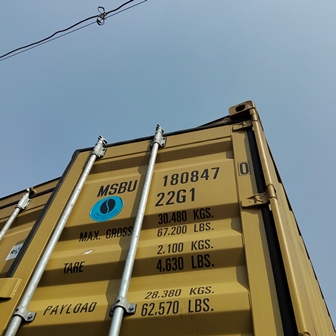 MSBU 180847
22G1
30,480 KGS.
MAX. GROSS 67,200 LBS.
2,100 KGS.
TARE 4,630 LBS.
28,380 KGS.
PAYLOAD 62,570 LBS.